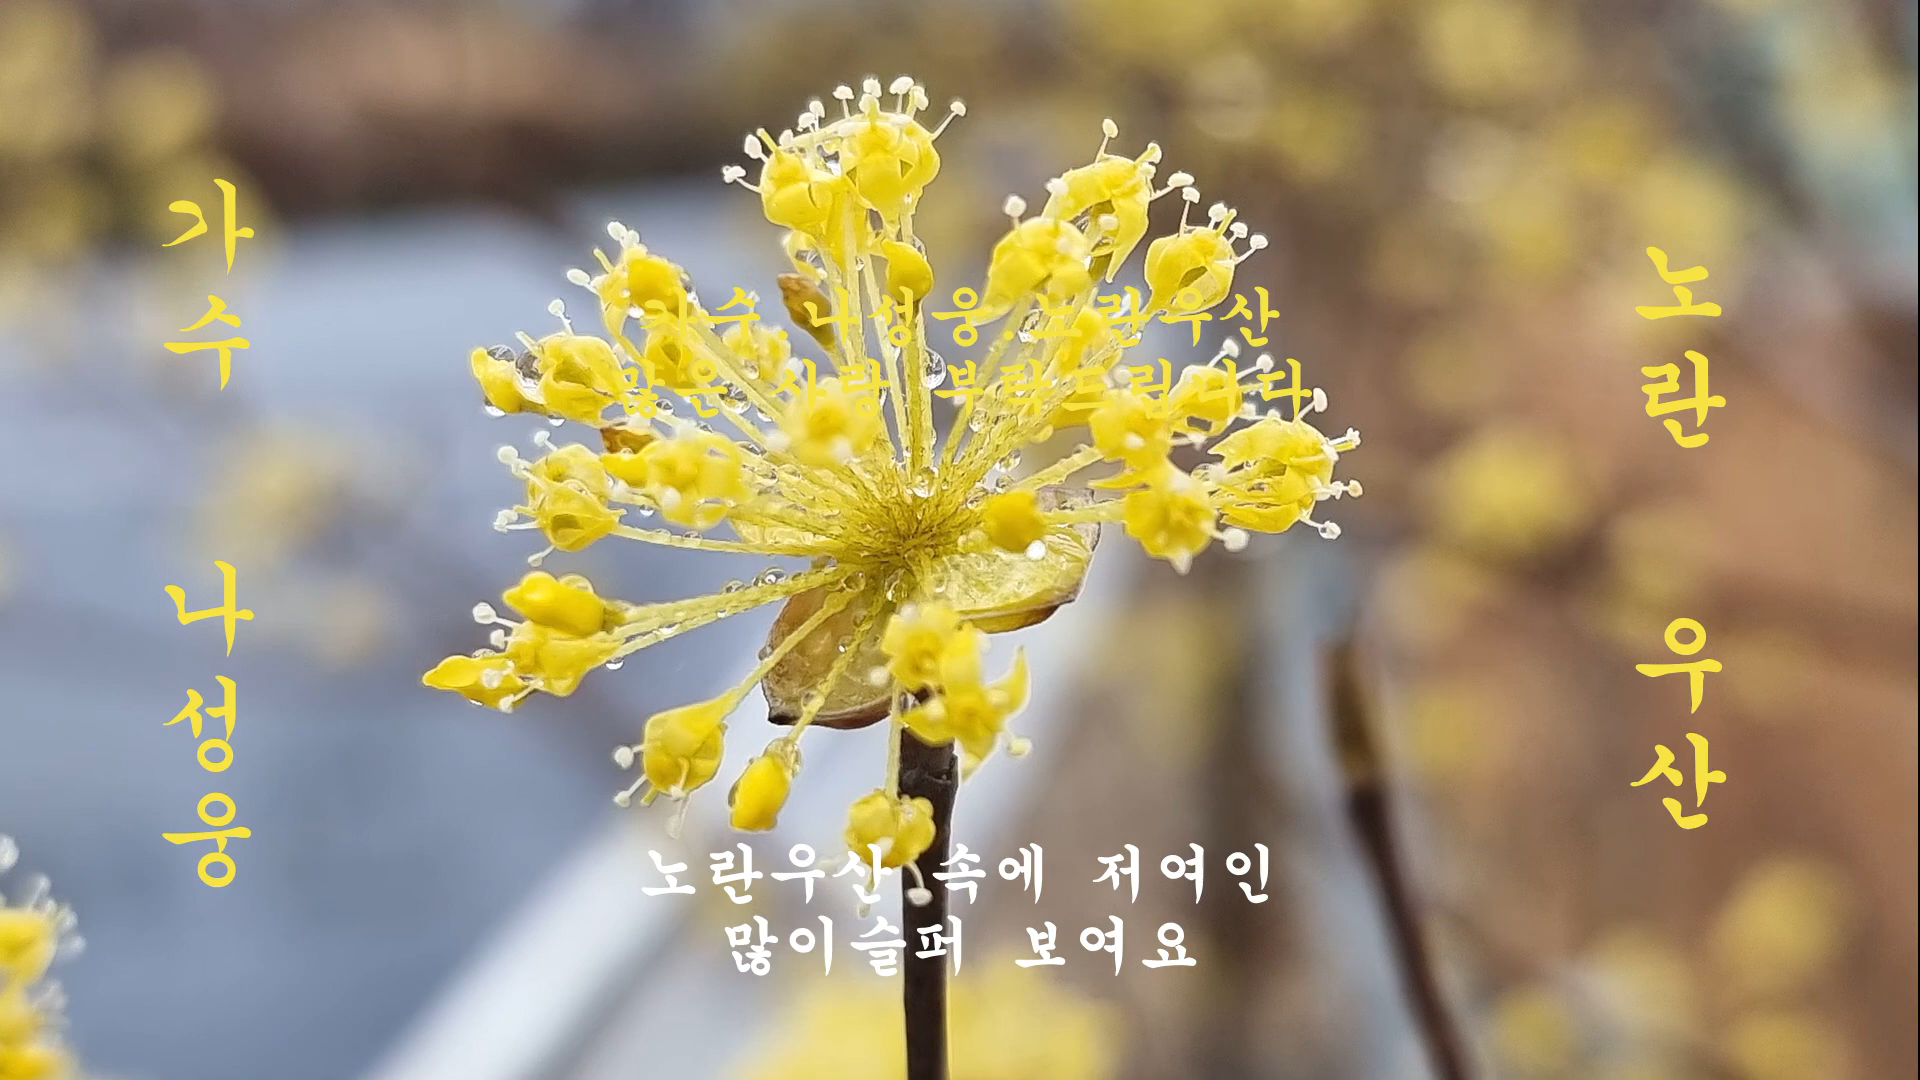 가수 나성웅
가수.나성웅.노란우산
많은 사랑 부탁드립니다
노란 우산
노란우산 속에 저여인
많이슬퍼 보여요